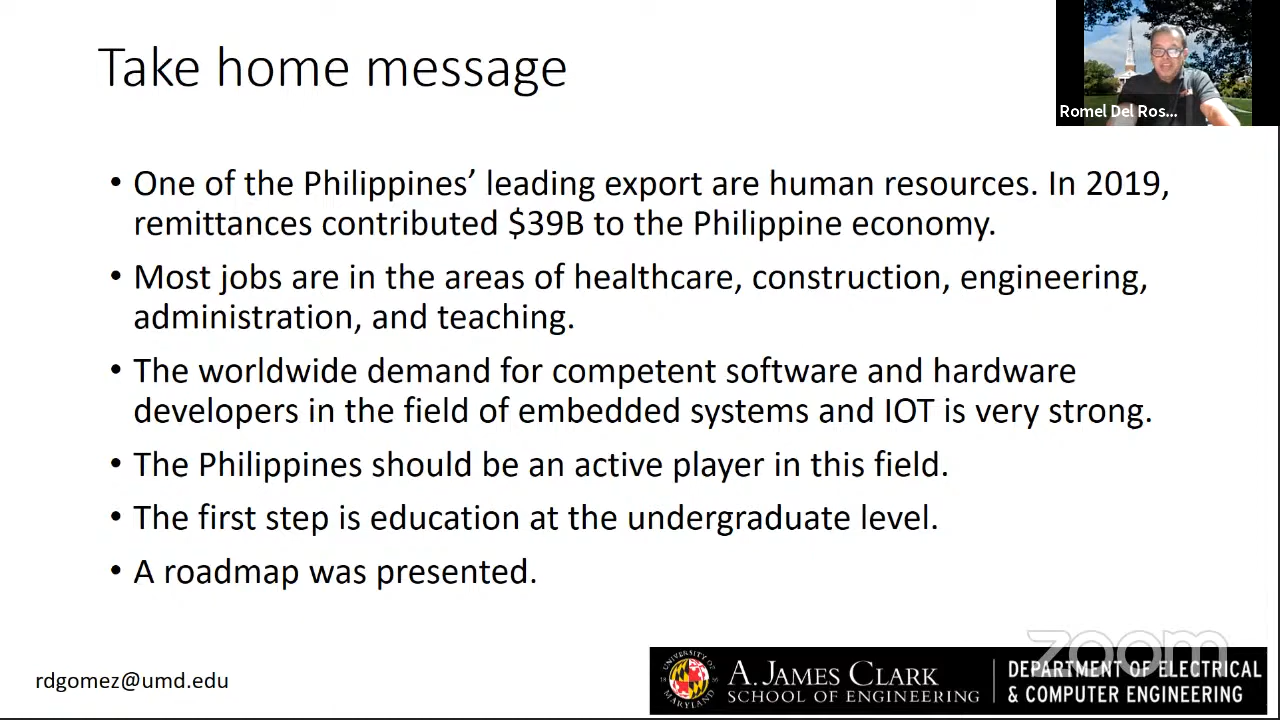 Take home message
Romel Del Ros...
• One of the Philippines’ leading export are human resources. In 2019,
remittances contributed $39B to the Philippine economy.
• Most jobs are in the areas of healthcare, construction, engineering,
administration, and teaching.
• The worldwide demand for competent software and hardware
developers in the field of embedded systems and IOT is very strong.
• The Philippines should be an active player in this field.
• The first step is education at the undergraduate level.
• A roadmap was presented.
rdgomez@umd.edu
zoom
UNIVERSITY OF
MARYLAND
18 56
A. JAMES CLARK
SCHOOL OF ENGINEERING
DEPARTMENT OF ELECTRICAL
& COMPUTER ENGINEERING